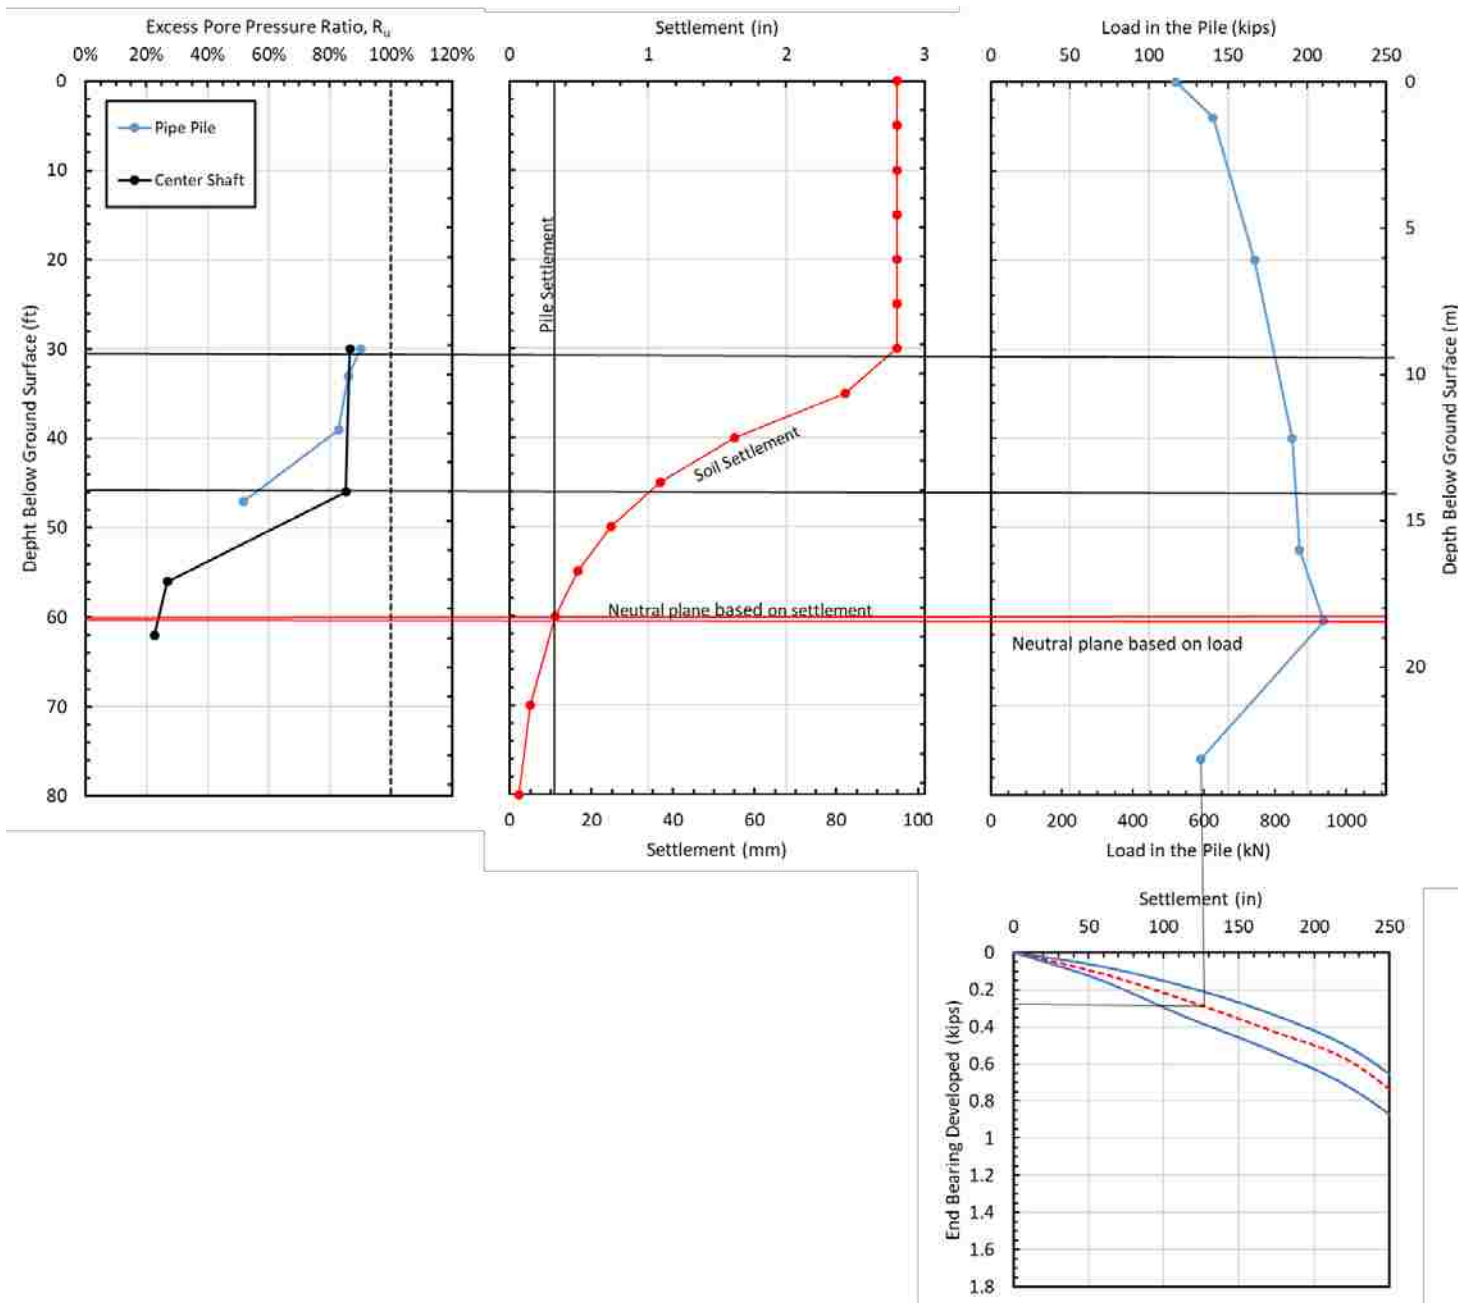 Excess Pore Pressure Ratio, Ru
0% 20% 40% 60% 80% 100% 120%
Depht Below Ground Surface (ft)
0
10
20
30
40
50
60
70
80
Pipe Pile
Center Shaft
Settlement (in)
0 1 2 3
Pile Settlement
Soil Settlement
Neutral plane based on settlement
0 20 40 60 80 100
Settlement (mm)
Load in the Pile (kips)
0 50 100 150 200 250
0
5
10
15
20
Depth Below Ground Surface (m)
Neutral plane based on load
0 200 400 600 800 1000
Load in the Pile (kN)
Settlement (in)
0 50 100 150 200 250
End Bearing Developed (kips)
0
0.2
0.4
0.6
0.8
1
1.2
1.4
1.6
1.8